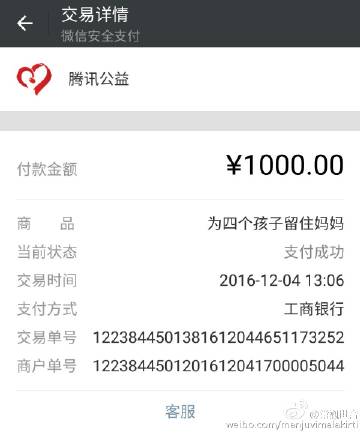 交易详情
微信安全支付
腾讯公益
付款金额 ¥1000.00
商 品 为四个孩子留住妈妈
当前状态 支付成功
交易时间 2016-12-04 13:06
支付方式 工商银行
交易单号 1223844501381612044651173252
商户单号 1223844501201612041700005044
客服
weibo.com/manjuvimalakirti